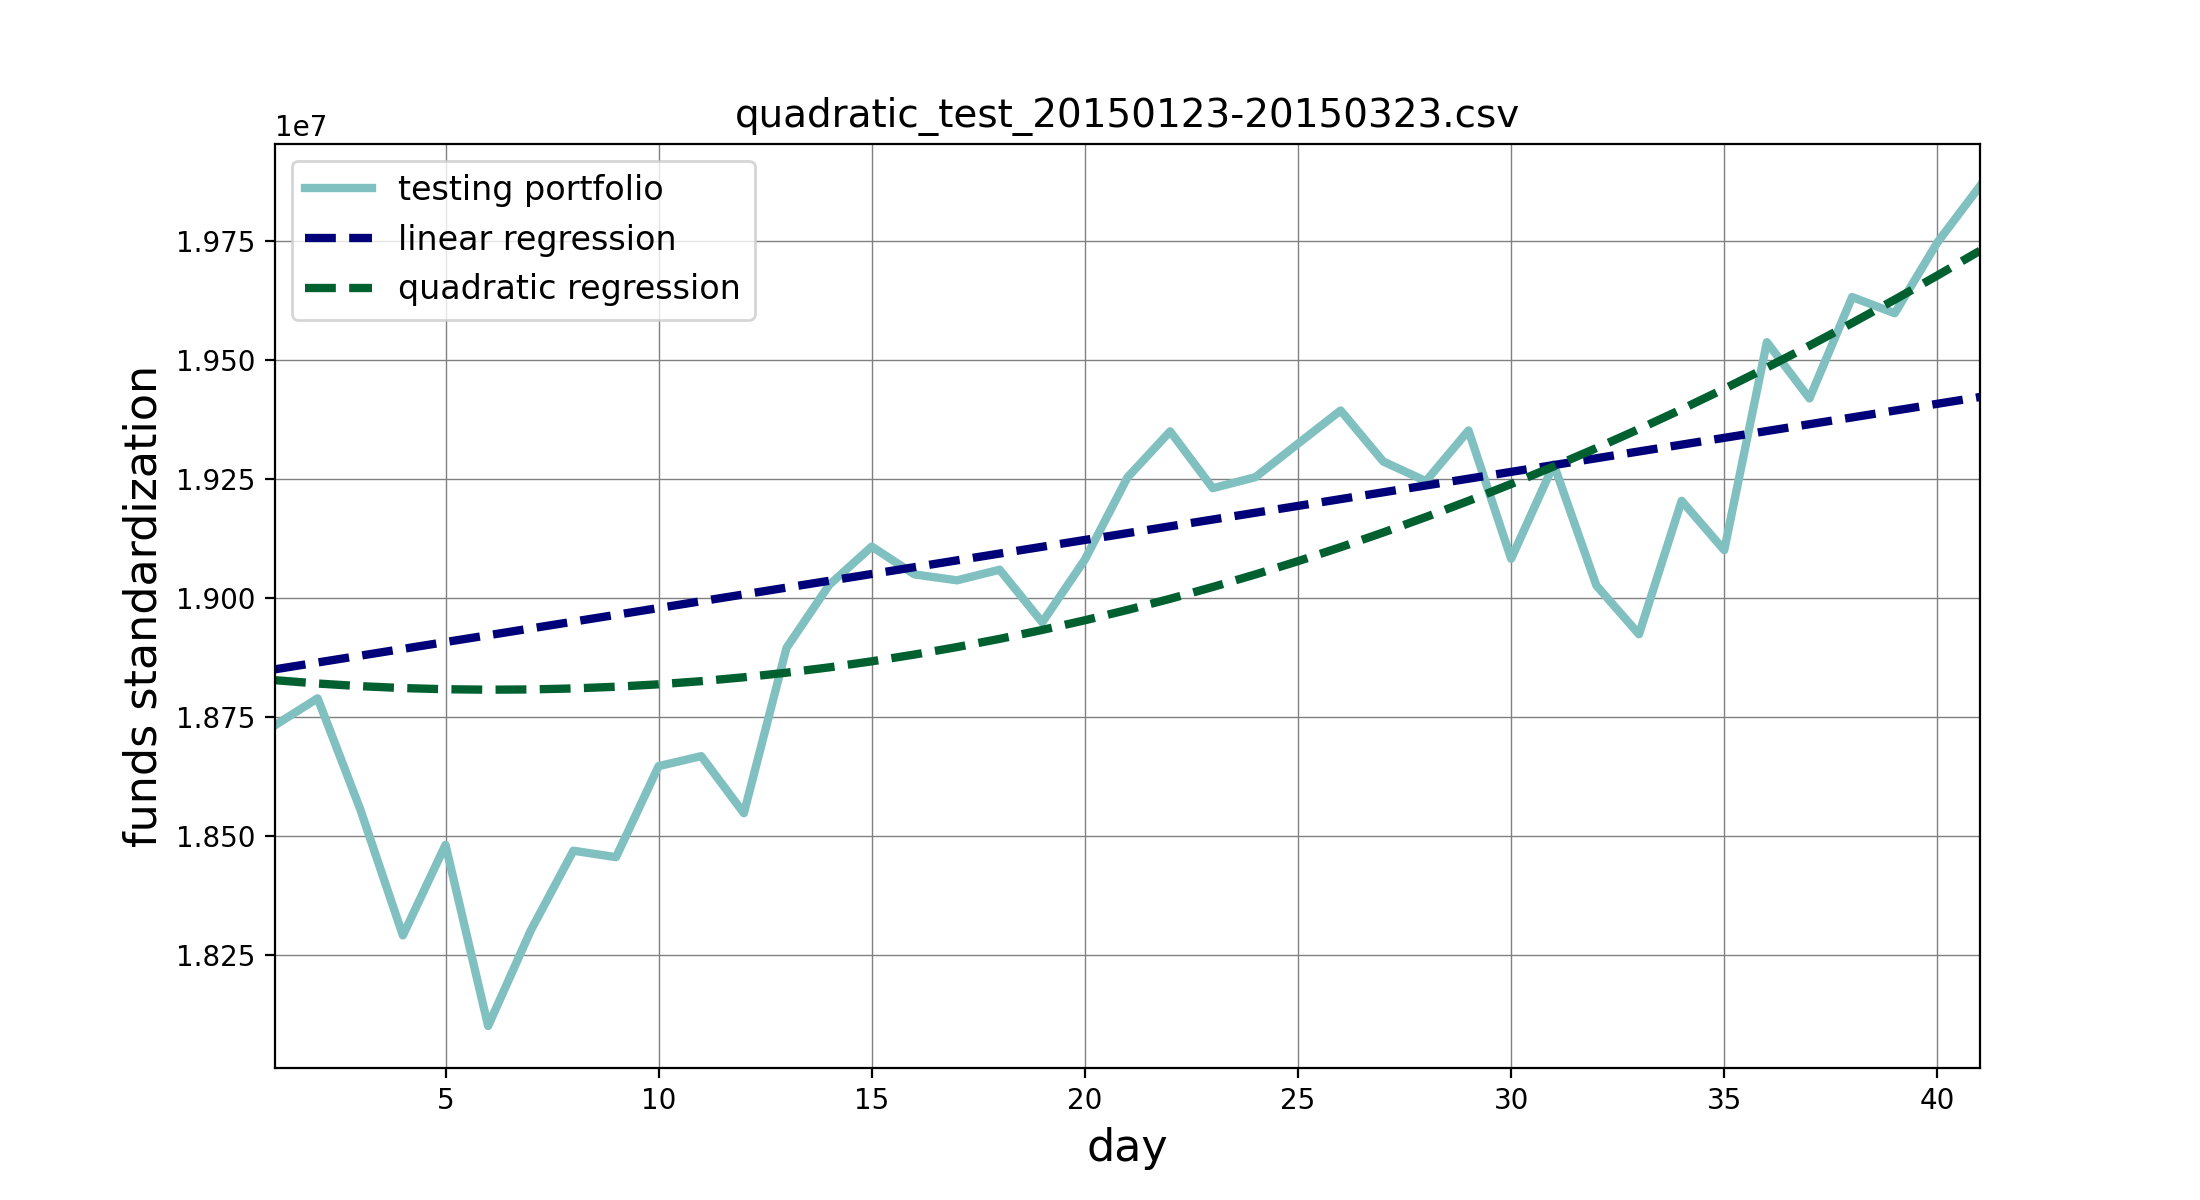 quadratic_test_20150123-20150323.csv
1e7
testing portfolio
linear regression
quadratic regression
funds standardization
1.975
1.950
1.925
1.900
1.875
1.850
1.825
5 10 15 20 25 30 35 40
day